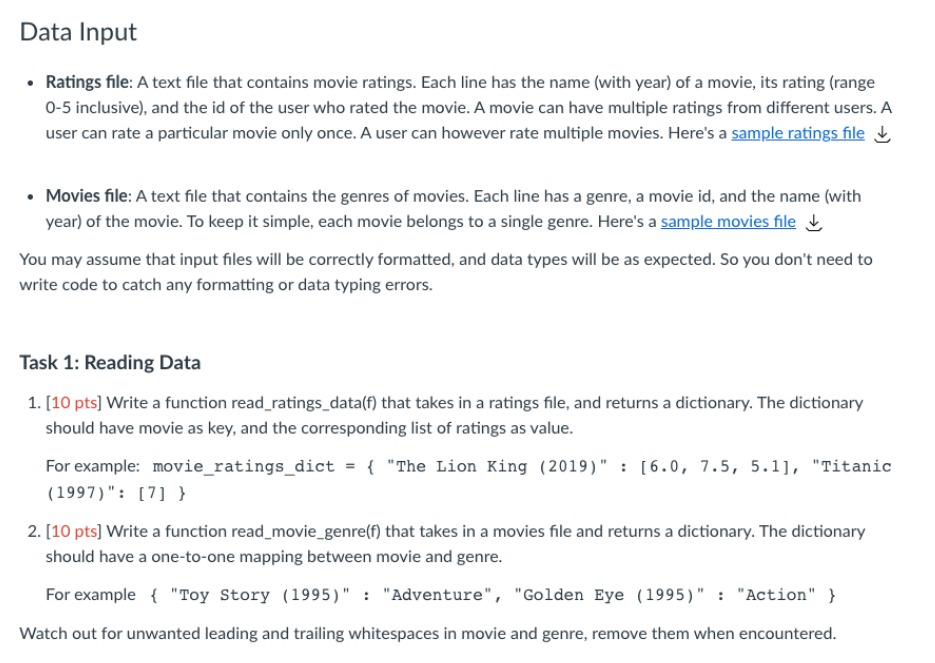 Data Input
• Ratings file: A text file that contains movie ratings. Each line has the name (with year) of a movie, its rating (range
0-5 inclusive), and the id of the user who rated the movie. A movie can have multiple ratings from different users. A
user can rate a particular movie only once. A user can however rate multiple movies. Here's a sample ratings file
• Movies file: A text file that contains the genres of movies. Each line has a genre, a movie id, and the name (with
year) of the movie. To keep it simple, each movie belongs to a single genre. Here's a sample movies file
You may assume that input files will be correctly formatted, and data types will be as expected. So you don't need to
write code to catch any formatting or data typing errors.
Task 1: Reading Data
1. [10 pts] Write a function read_ratings_data(f) that takes in a ratings file, and returns a dictionary. The dictionary
should have movie as key, and the corresponding list of ratings as value.
For example: movie_ratings_dict = { "The Lion King (2019)" : [6.0, 7.5, 5.1], "Titanic
(1997)": [7] }
2. [10 pts] Write a function read_movie_genre(f) that takes in a movies file and returns a dictionary. The dictionary
should have a one-to-one mapping between movie and genre.
For example { "Toy Story (1995)" : "Adventure", "Golden Eye (1995)" : "Action" }
Watch out for unwanted leading and trailing whitespaces in movie and genre, remove them when encountered.